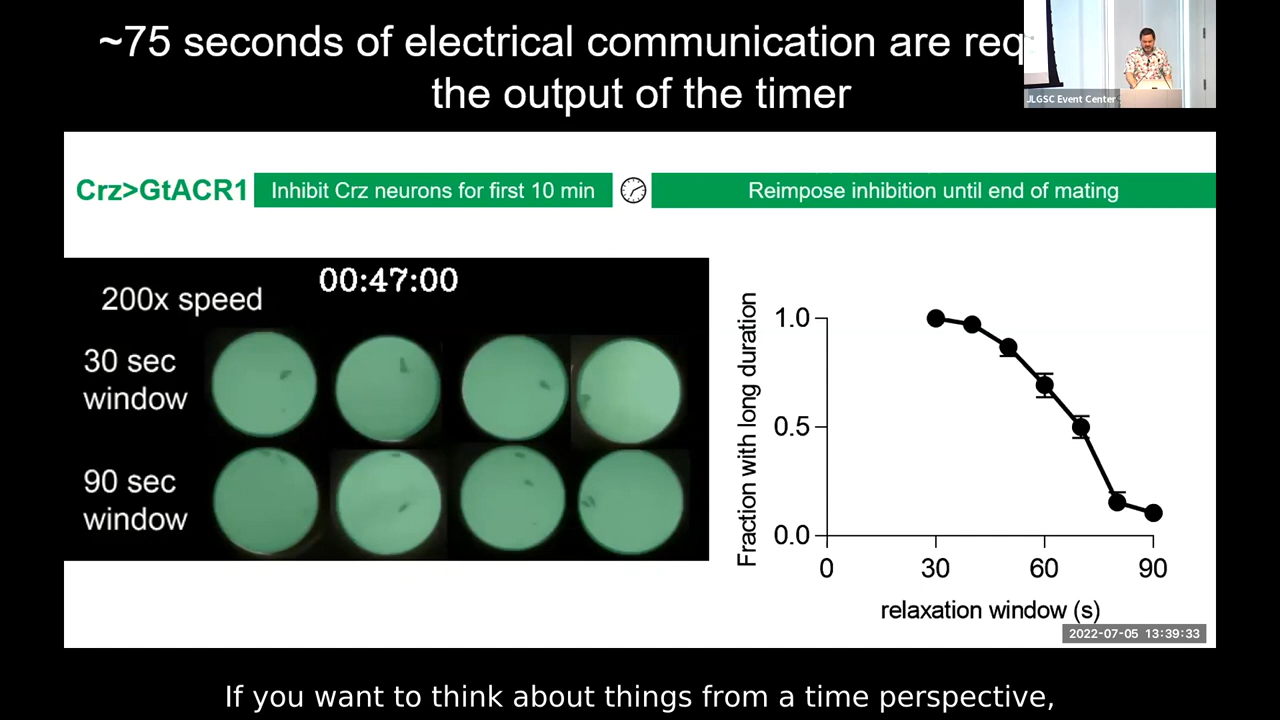 ~75 seconds of electrical communication are req
the output of the timer
JLGSC Event Center
Crz>GtACR1 Inhibit Crz neurons for first 10 min Reimpose inhibition until end of mating
200x speed
00:47:00
30 sec
window
90 sec
window
Fraction with long duration
1.0
0.5
0.0
0 30 60 90
relaxation window (s)
2022-07-05 13:39:33
If you want to think about things from a time perspective,